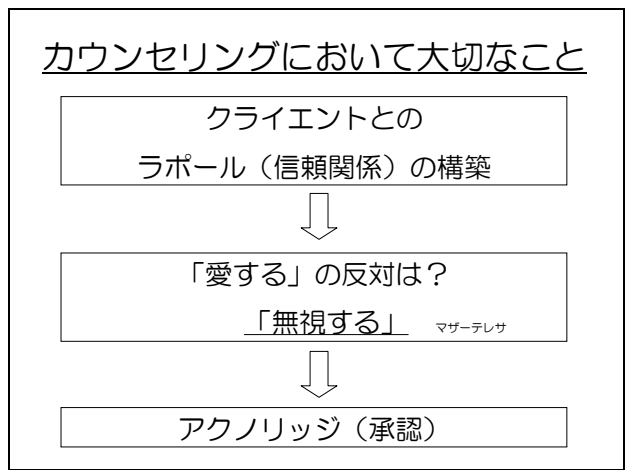 カウンセリングにおいて大切なこと
クライエントとの
ラポール（信頼関係）の構築
「愛する」の反対は？
「無視する」 マザーテレサ
アクノリッジ（承認）